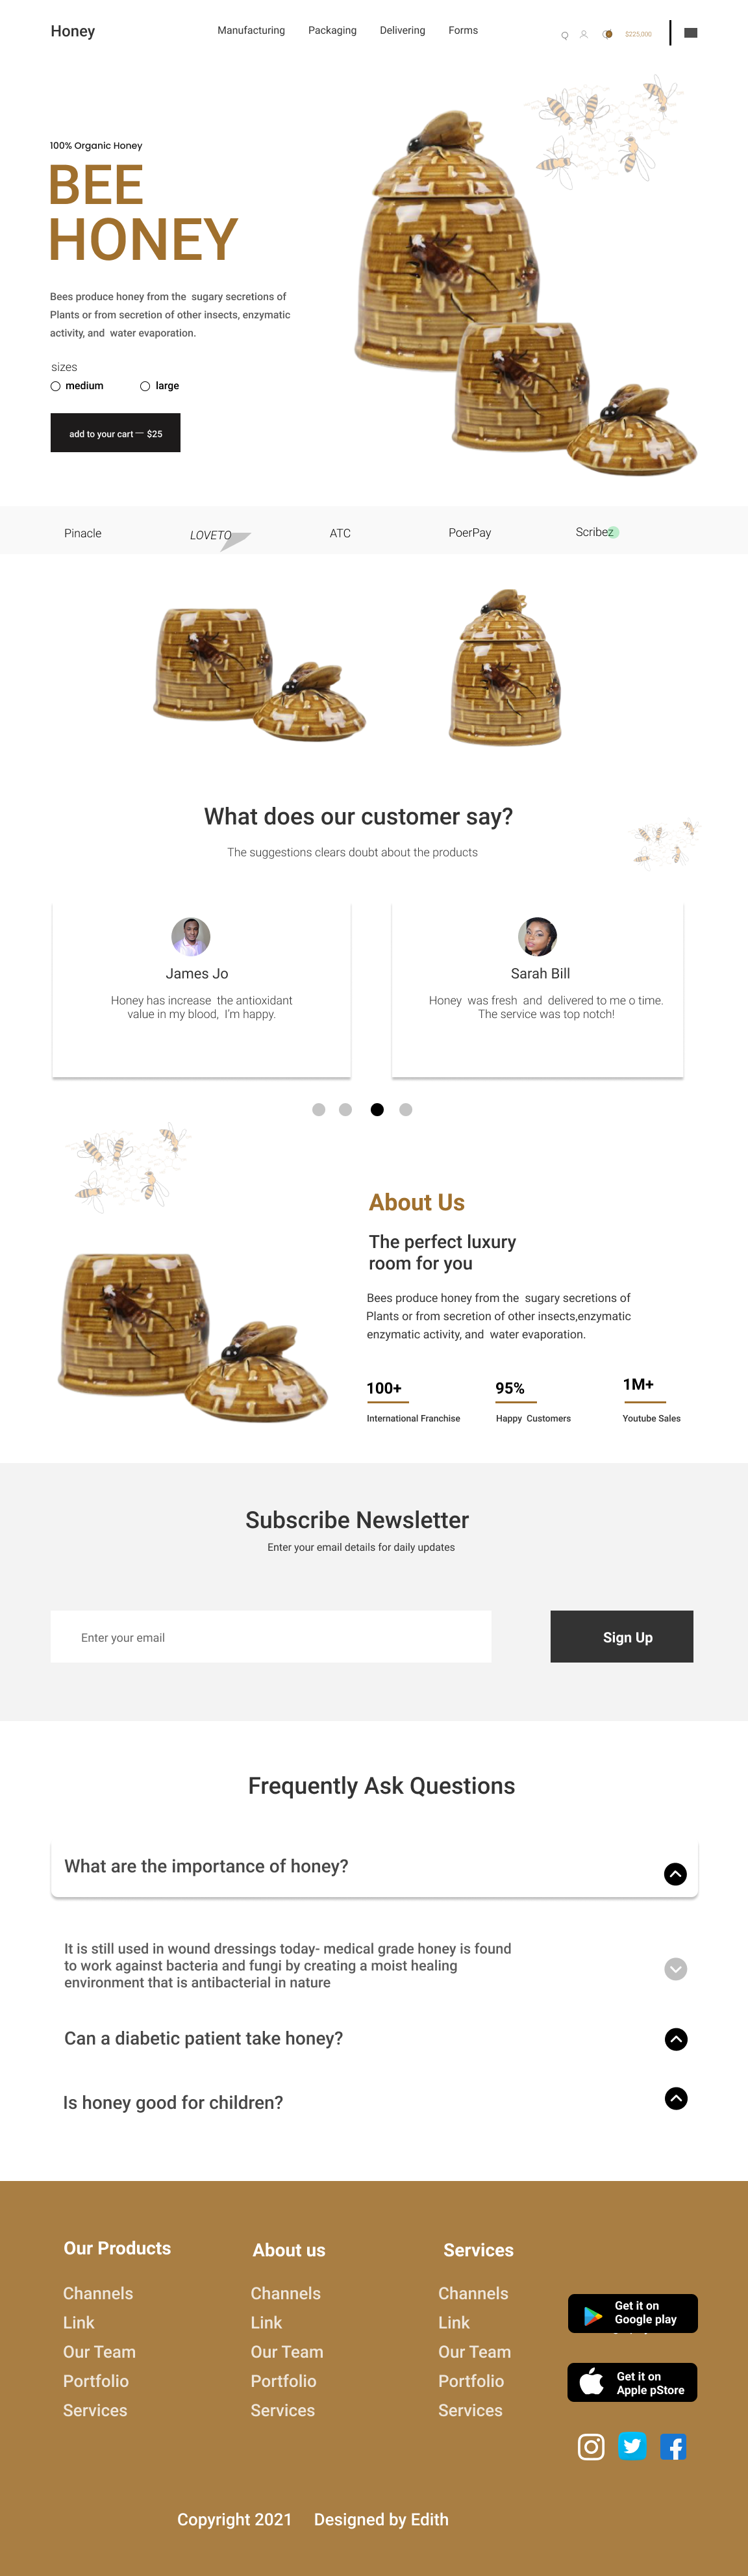 Honey
Manufacturing
Packaging
Delivering
Forms
$225,000
100% Organic Honey
BEE
HONEY
Bees produce honey from the sugary secretions of
Plants or from secretion of other insects, enzymatic
activity, and water evaporation.
sizes
medium
large
add to your cart — $25
Pinacle
LOVETO
ATC
PoerPay
Scribez
What does our customer say?
The suggestions clears doubt about the products
James Jo
Honey has increase the antioxidant
value in my blood, I'm happy.
Sarah Bill
Honey was fresh and delivered to me o time.
The service was top notch!
About Us
The perfect luxury
room for you
Bees produce honey from the sugary secretions of
Plants or from secretion of other insects,enzymatic
enzymatic activity, and water evaporation.
100+
International Franchise
95%
Happy Customers
1M+
Youtube Sales
Subscribe Newsletter
Enter your email details for daily updates
Enter your email
Sign Up
Frequently Ask Questions
What are the importance of honey?
It is still used in wound dressings today- medical grade honey is found
to work against bacteria and fungi by creating a moist healing
environment that is antibacterial in nature
Can a diabetic patient take honey?
Is honey good for children?
Our Products
Channels
Link
Our Team
Portfolio
Services
About us
Channels
Link
Our Team
Portfolio
Services
Services
Channels
Link
Our Team
Portfolio
Services
Get it on
Google play
Get it on
Apple pStore
Copyright 2021
Designed by Edith